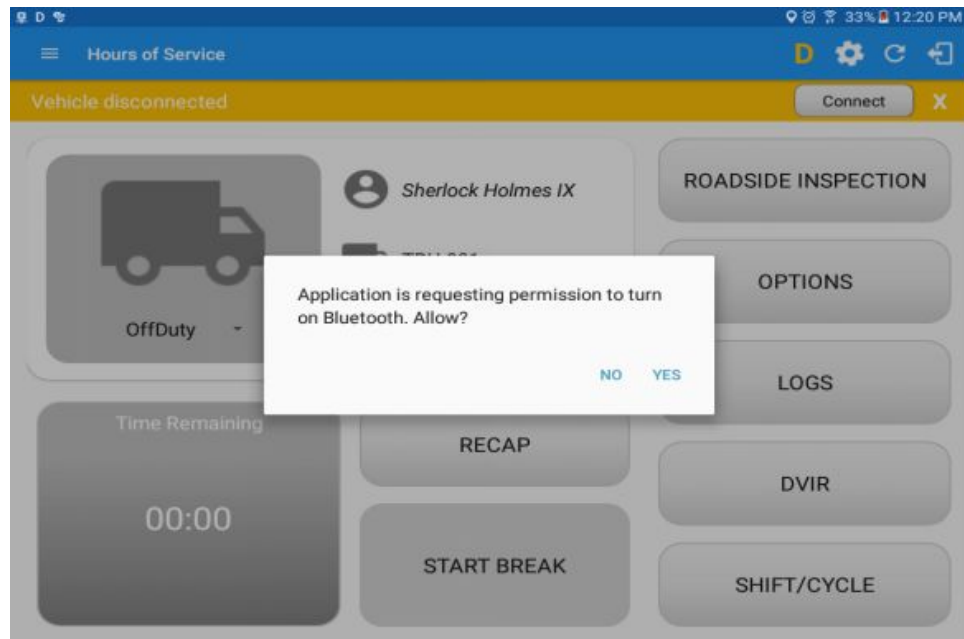 D
33% 12:20 PM
Hours of Service
D
Vehicle disconnected
Connect
X
Sherlock Holmes IX
OffDuty
Application is requesting permission to turn
on Bluetooth. Allow?
NO YES
Time Remaining
00:00
RECAP
START BREAK
ROADSIDE INSPECTION
OPTIONS
LOGS
DVIR
SHIFT/CYCLE